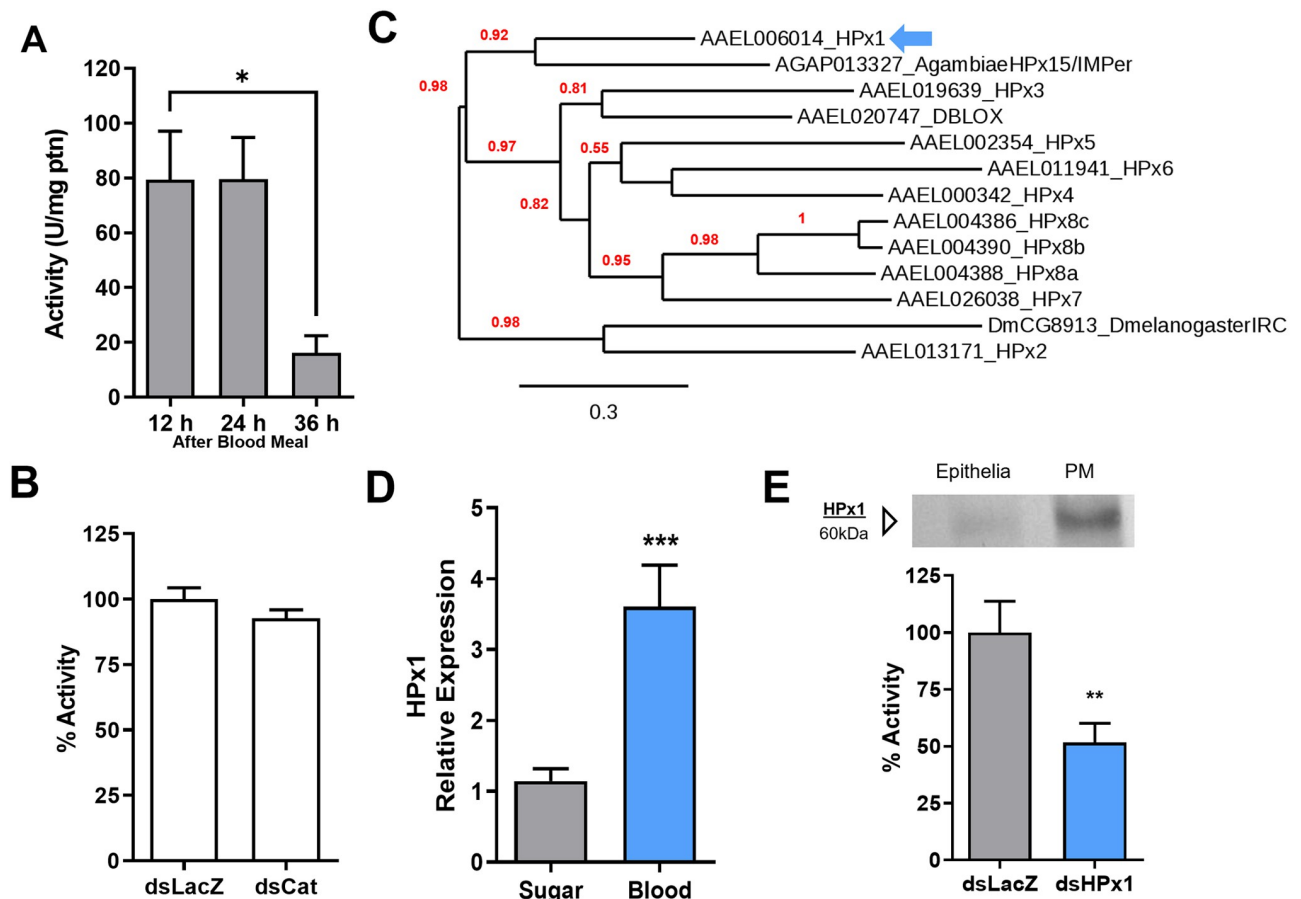 A
Activity (U/mg ptn)
120
100
80
60
40
20
0
*
12 h 24 h 36 h
After Blood Meal
C
0.92
0.98
0.81
0.97
0.55
0.82
1
0.98
0.95
0.98
AAEL006014_HPx1
AGAP013327_AgambiaeHPx15/IMPer
AAEL019639_HPx3
AAEL020747_DBLOX
AAEL002354_HPx5
AAEL011941_HPx6
AAEL000342_HPx4
AAEL004386_HPx8c
AAEL004390_HPx8b
AAEL004388_HPx8a
AAEL026038_HPx7
DmCG8913_DmelanogasterIRC
AAEL013171_HPx2
0.3
B
% Activity
125
100
75
50
25
0
dsLacZ dsCat
D
HPx1
Relative Expression
5
4
3
2
1
0
***
Sugar Blood
E
Epithelia PM
HPx1
60kDa
% Activity
125
100
75
50
25
0
**
dsLacZ dsHPx1